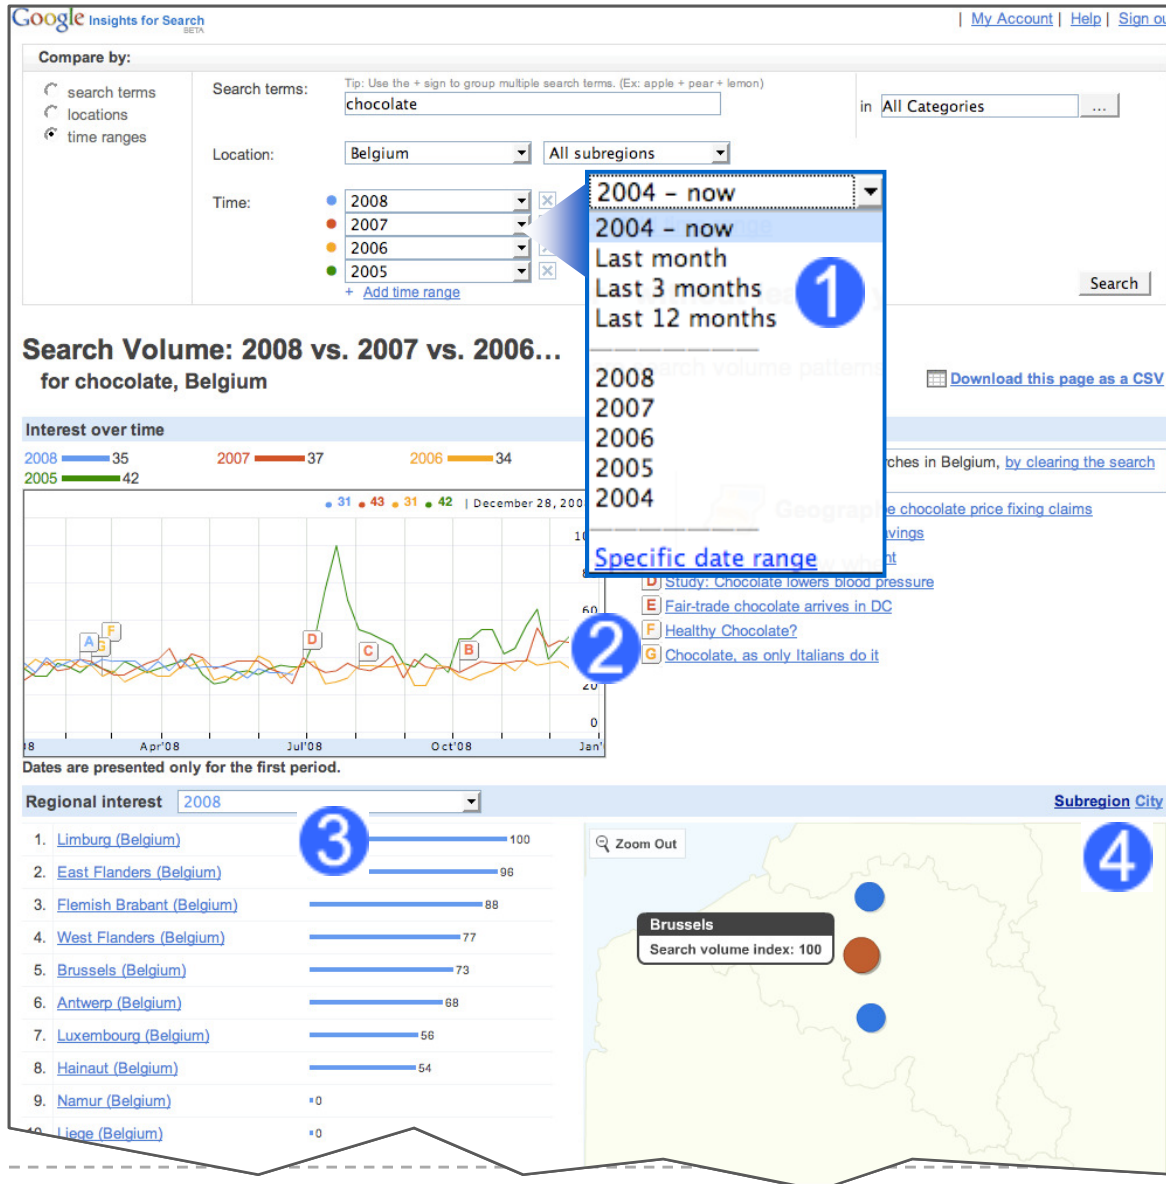 Google Insights for Search
BETA
| My Account | Help | Sign ou
Compare by:
search terms
locations
time ranges
Search terms:
Tip: Use the + sign to group multiple search terms. (Ex: apple + pear + lemon)
chocolate
in All Categories ...
Location: Belgium All subregions
Time:
2008
2007
2006
2005
+ Add time range
Search
2004 – now
2004 – now
Last month
Last 3 months
Last 12 months
2008
2007
2006
2005
2004
Specific date range
1
Search Volume: 2008 vs. 2007 vs. 2006...
for chocolate, Belgium
Download this page as a CSV
Interest over time
2008 35 2007 37 2006 34
2005 42
31 43 31 42 | December 28, 200
60
20
0
A F G D C B
Apr'08 Jul'08 Oct'08 Jan'
Dates are presented only for the first period.
2
rches in Belgium, by clearing the search
e chocolate price fixing claims
avings
nt
D Study: Chocolate lowers blood pressure
E Fair-trade chocolate arrives in DC
F Healthy Chocolate?
G Chocolate, as only Italians do it
Regional interest 2008
Subregion City
3
4
1. Limburg (Belgium) 100
2. East Flanders (Belgium) 96
3. Flemish Brabant (Belgium) 88
4. West Flanders (Belgium) 77
5. Brussels (Belgium) 73
6. Antwerp (Belgium) 68
7. Luxembourg (Belgium) 56
8. Hainaut (Belgium) 54
9. Namur (Belgium) 0
10. Liege (Belgium) 0
Zoom Out
Brussels
Search volume index: 100